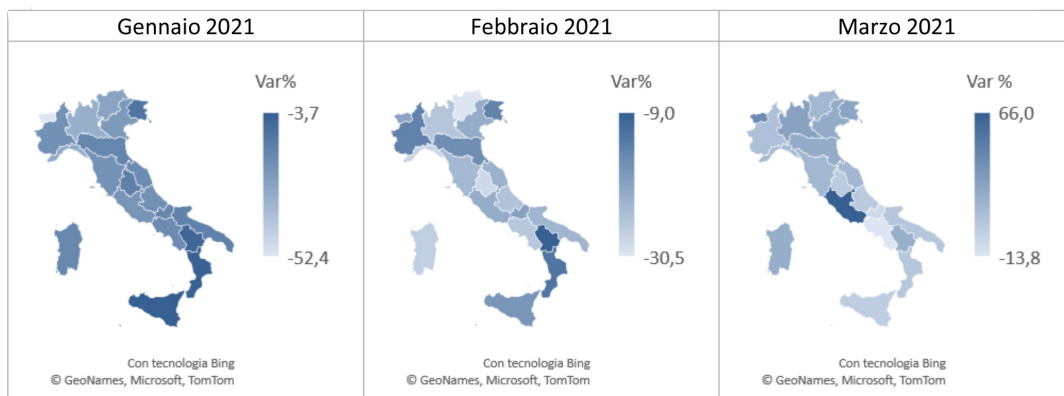 Gennaio 2021
Febbraio 2021
Marzo 2021
Var%
-3,7
-52,4
Con tecnologia Bing
© GeoNames, Microsoft, TomTom
Var%
-9,0
-30,5
Con tecnologia Bing
© GeoNames, Microsoft, TomTom
Var %
66,0
-13,8
Con tecnologia Bing
© GeoNames, Microsoft, TomTom